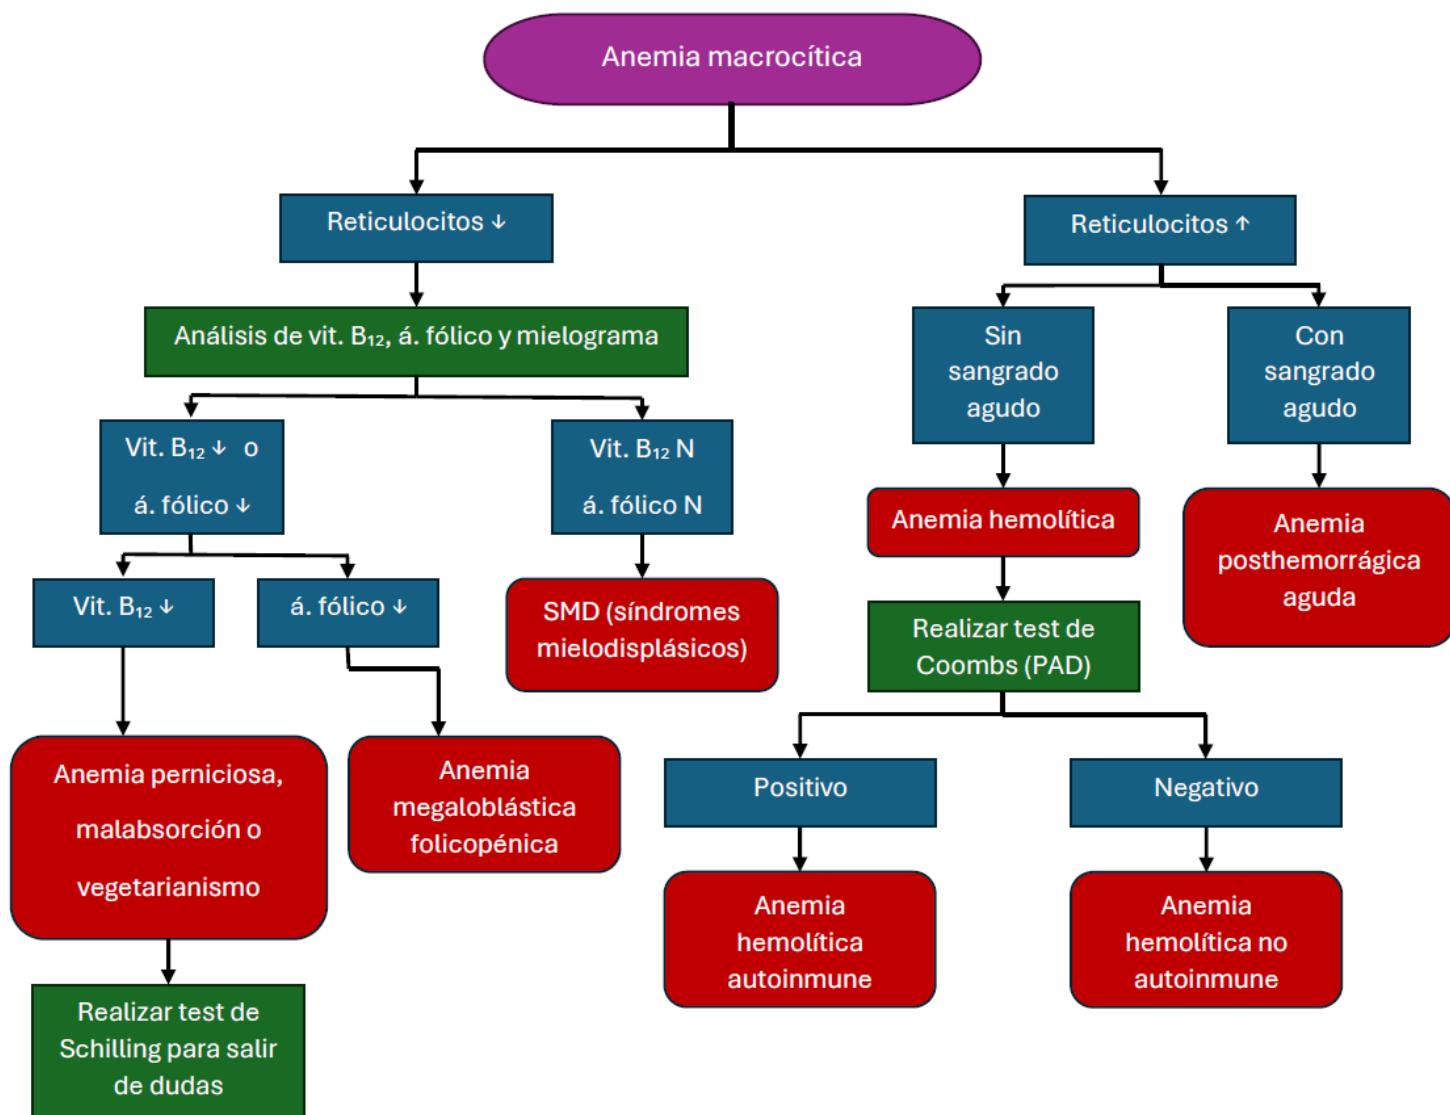 Anemia macrocítica
Reticulocitos ↓
Reticulocitos ↑
Análisis de vit. B₁₂, á. fólico y mielograma
Sin
sangrado
agudo
Con
sangrado
agudo
Vit. B₁₂ ↓ o
á. fólico ↓
Vit. B₁₂ N
á. fólico N
Anemia hemolítica
Anemia
posthemorrágica
aguda
Vit. B₁₂ ↓
á. fólico ↓
SMD (síndromes
mielodisplásicos)
Realizar test de
Coombs (PAD)
Anemia perniciosa,
malabsorción o
vegetarianismo
Anemia
megaloblástica
folicopénica
Positivo
Negativo
Anemia
hemolítica
autoinmune
Anemia
hemolítica no
autoinmune
Realizar test de
Schilling para salir
de dudas